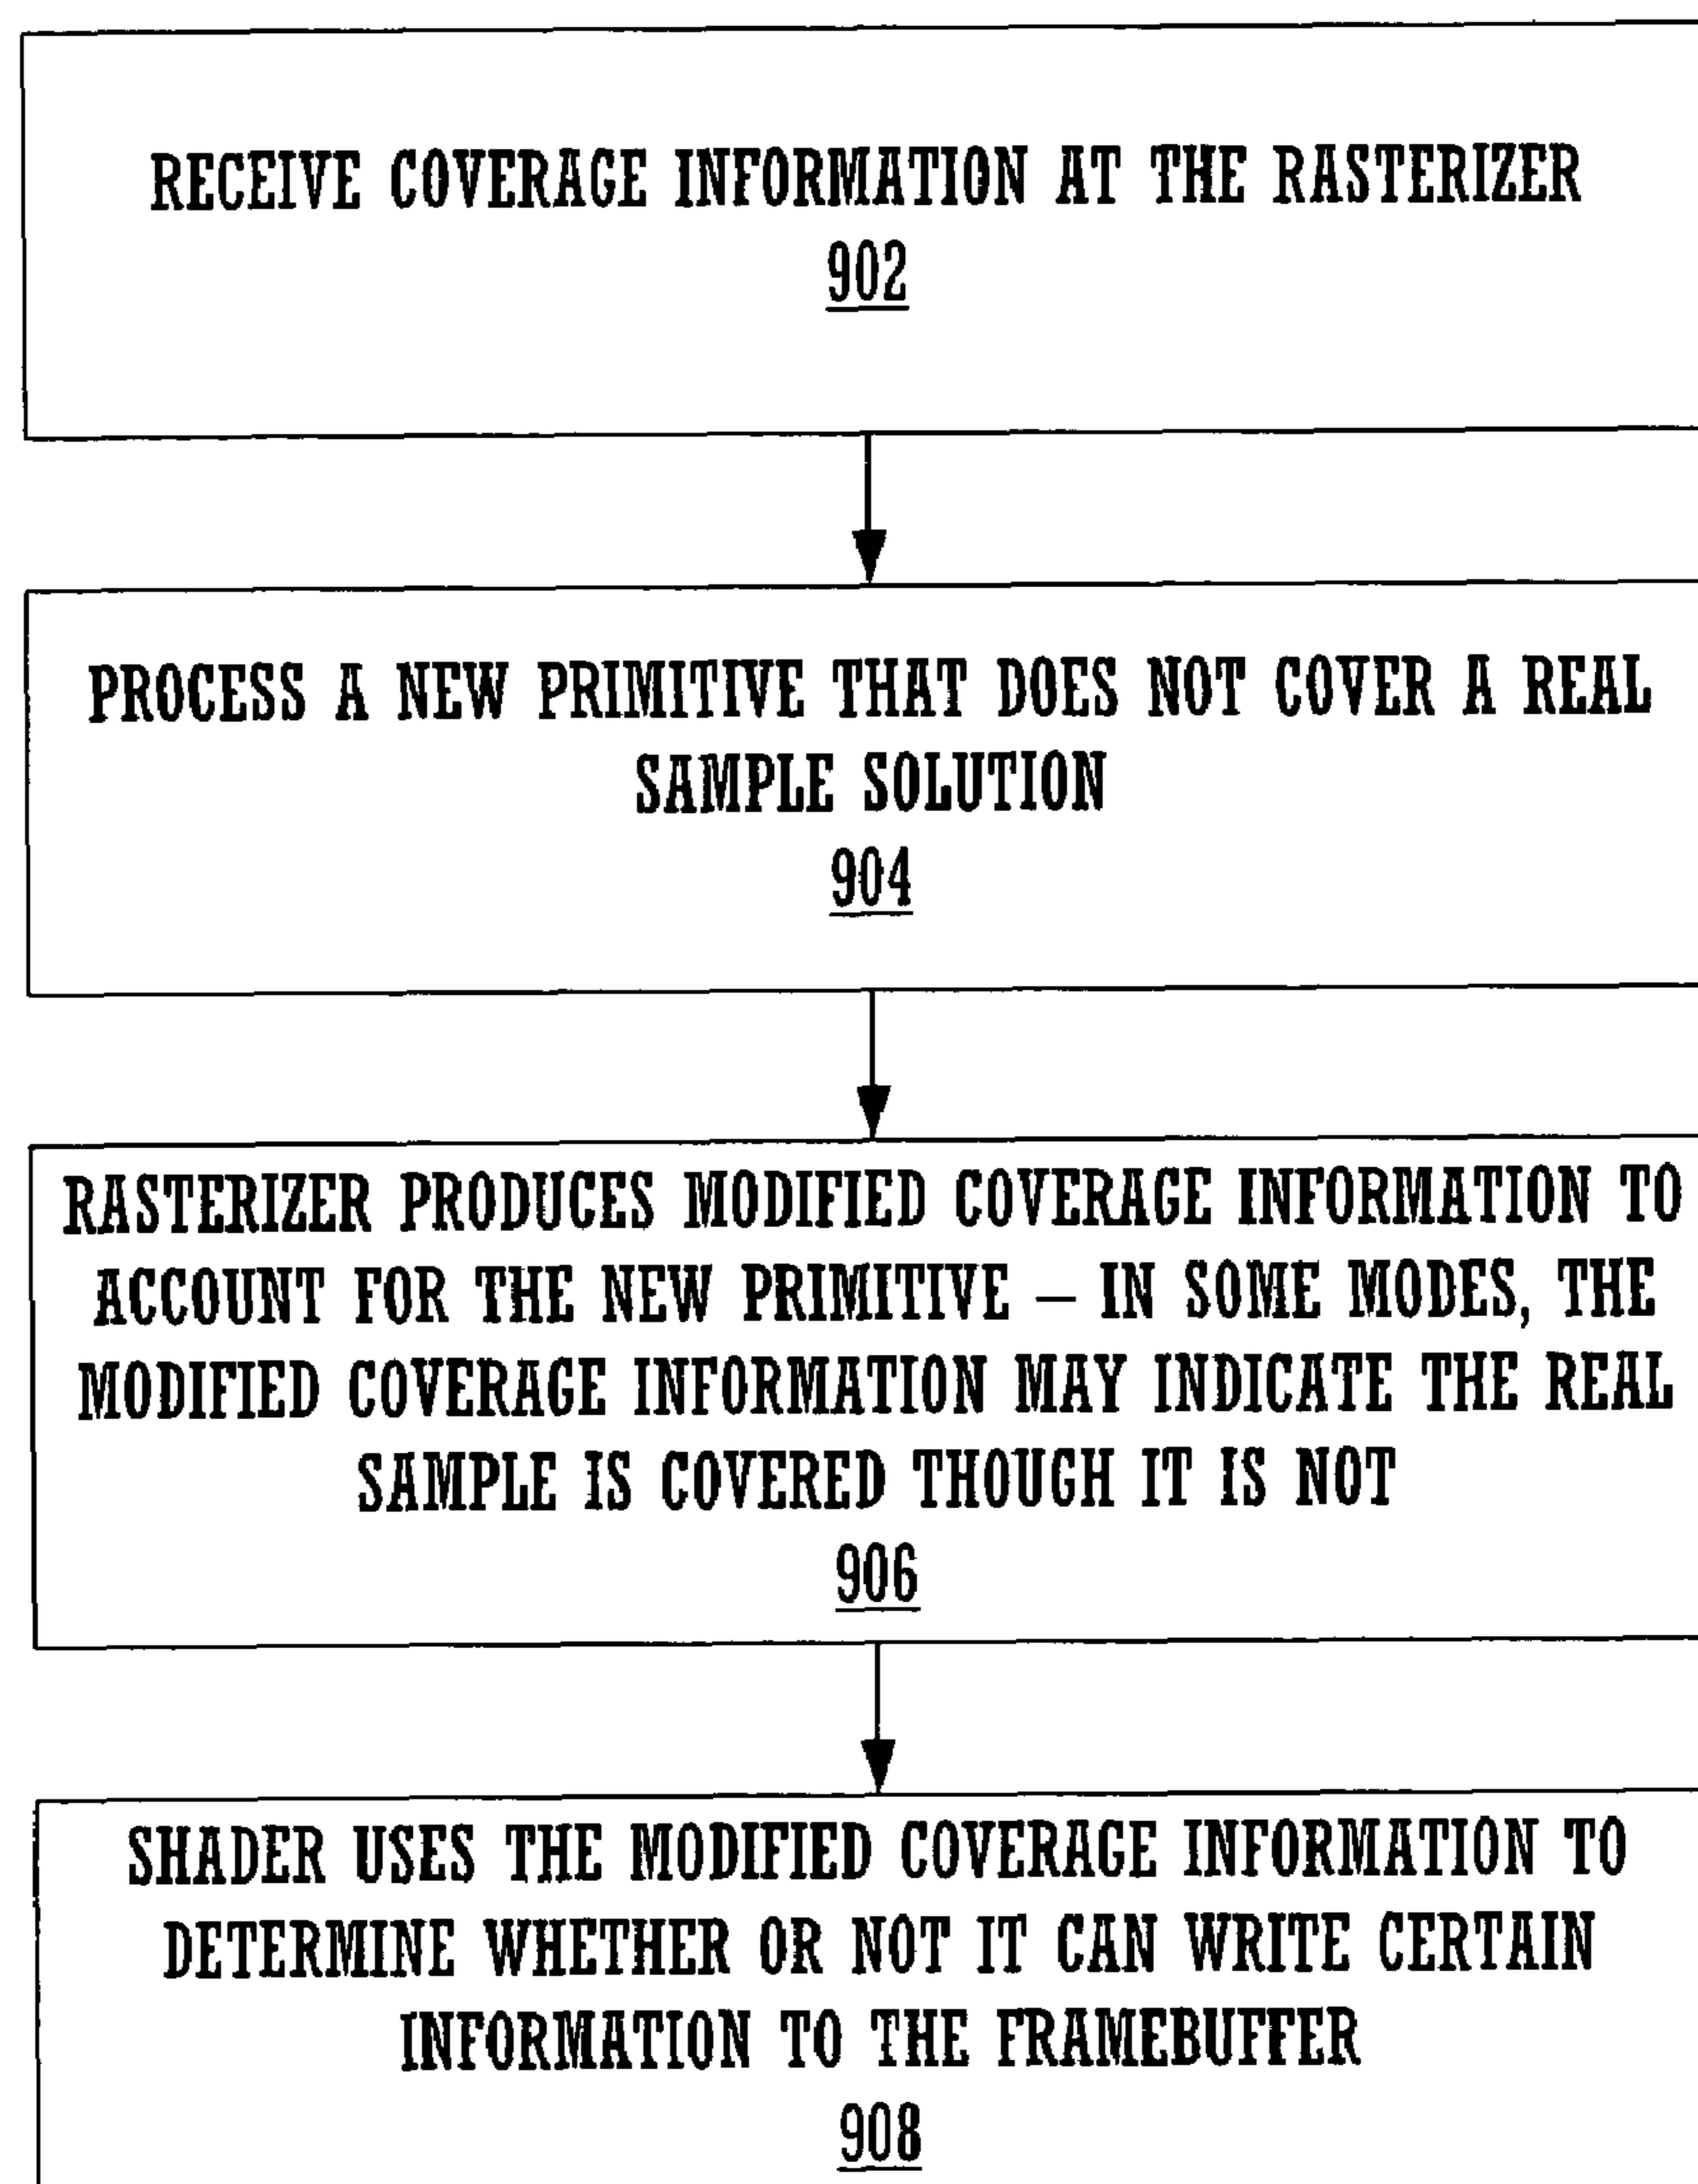 RECEIVE COVERAGE INFORMATION AT THE RASTERIZER
902
PROCESS A NEW PRIMITIVE THAT DOES NOT COVER A REAL
SAMPLE SOLUTION
904
RASTERIZER PRODUCES MODIFIED COVERAGE INFORMATION TO
ACCOUNT FOR THE NEW PRIMITIVE – IN SOME MODES, THE
MODIFIED COVERAGE INFORMATION MAY INDICATE THE REAL
SAMPLE IS COVERED THOUGH IT IS NOT
906
SHADER USES THE MODIFIED COVERAGE INFORMATION TO
DETERMINE WHETHER OR NOT IT CAN WRITE CERTAIN
INFORMATION TO THE FRAMEBUFFER
908